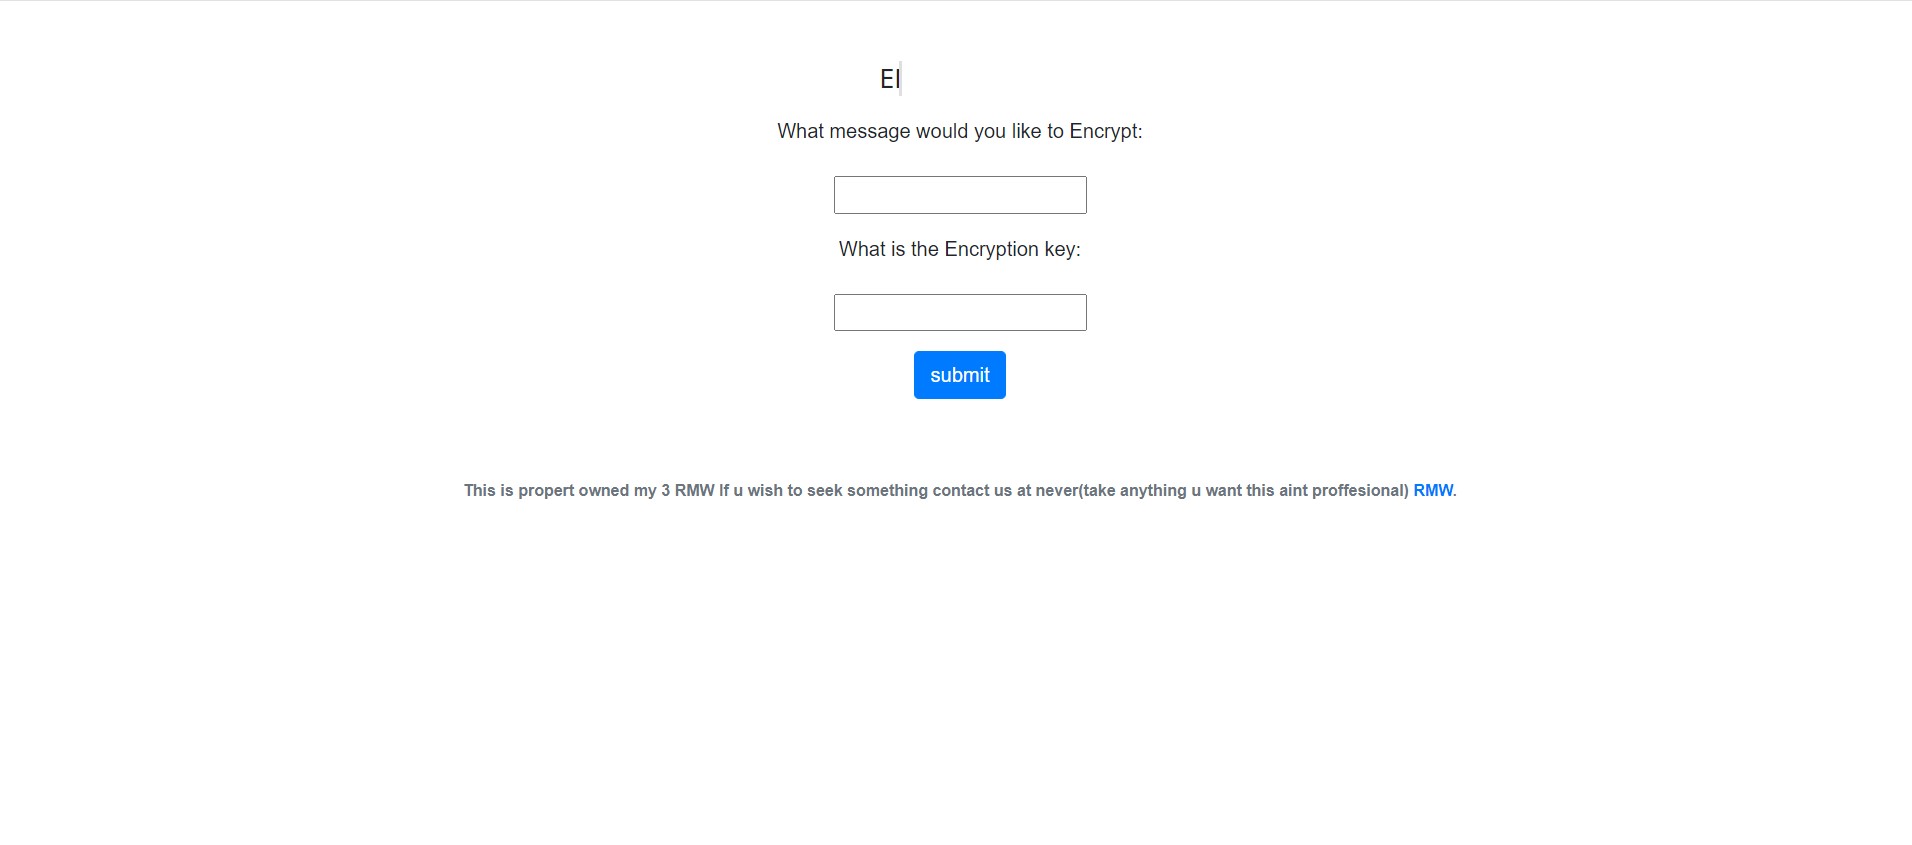 El
What message would you like to Encrypt:
What is the Encryption key:
submit
This is propert owned my 3 RMW If u wish to seek something contact us at never(take anything u want this aint proffesional) RMW.